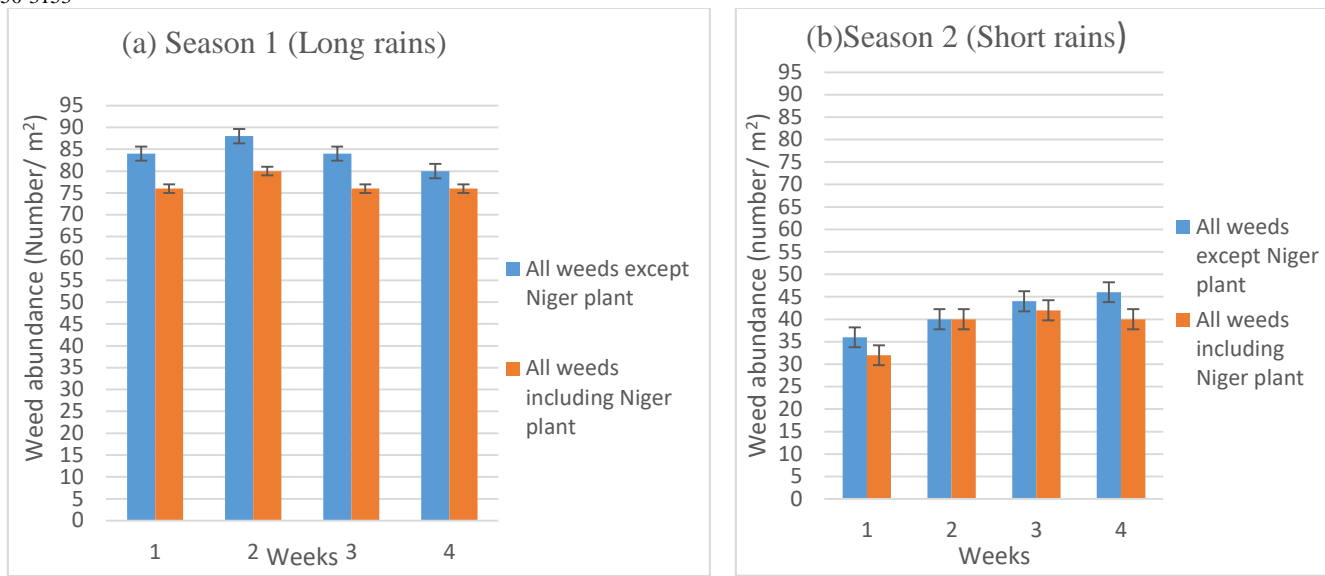 (a) Season 1 (Long rains)
Weed abundance (Number/ m²)
95
90
85
80
75
70
65
60
55
50
45
40
35
30
25
20
15
10
5
0
1 2 3 4
Weeks
All weeds except
Niger plant
All weeds
including Niger
plant
(b)Season 2 (Short rains)
Weed abundance (number/ m²)
95
90
85
80
75
70
65
60
55
50
45
40
35
30
25
20
15
10
5
0
1 2 3 4
Weeks
All weeds
except Niger
plant
All weeds
including
Niger plant